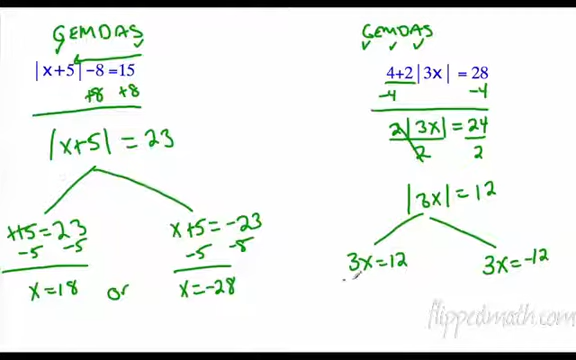 GEMDAS
|x+5| -8 = 15
+8 +8
|x+5| = 23
x+5=23 x+5=-23
-5 -5 -5 -5
x=18 or x=-28
GEMDAS
4+2|3x| = 28
-4 -4
2|3x| = 24
2 2
|3x| = 12
3x=12 3x=-12
flippedmath.com